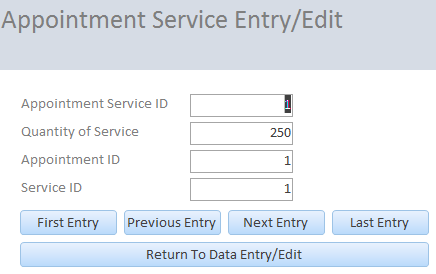 Appointment Service Entry/Edit
Appointment Service ID 1
Quantity of Service 250
Appointment ID 1
Service ID 1
First Entry Previous Entry Next Entry Last Entry
Return To Data Entry/Edit